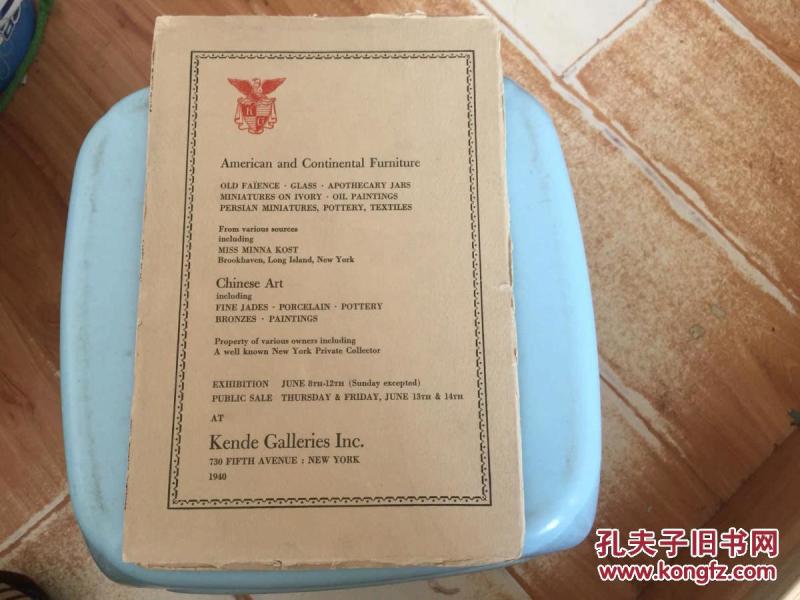 K G
American and Continental Furniture
OLD FAÏENCE · GLASS · APOTHECARY JARS
MINIATURES ON IVORY · OIL PAINTINGS
PERSIAN MINIATURES, POTTERY, TEXTILES
From various sources
including
MISS MINNA KOST
Brookhaven, Long Island, New York
Chinese Art
including
FINE JADES · PORCELAIN · POTTERY
BRONZES · PAINTINGS
Property of various owners including
A well known New York Private Collector
EXHIBITION JUNE 8TH-12TH (Sunday excepted)
PUBLIC SALE THURSDAY & FRIDAY, JUNE 13TH & 14TH
AT
Kende Galleries Inc.
730 FIFTH AVENUE : NEW YORK
1940
孔夫子旧书网
www.kongfz.com